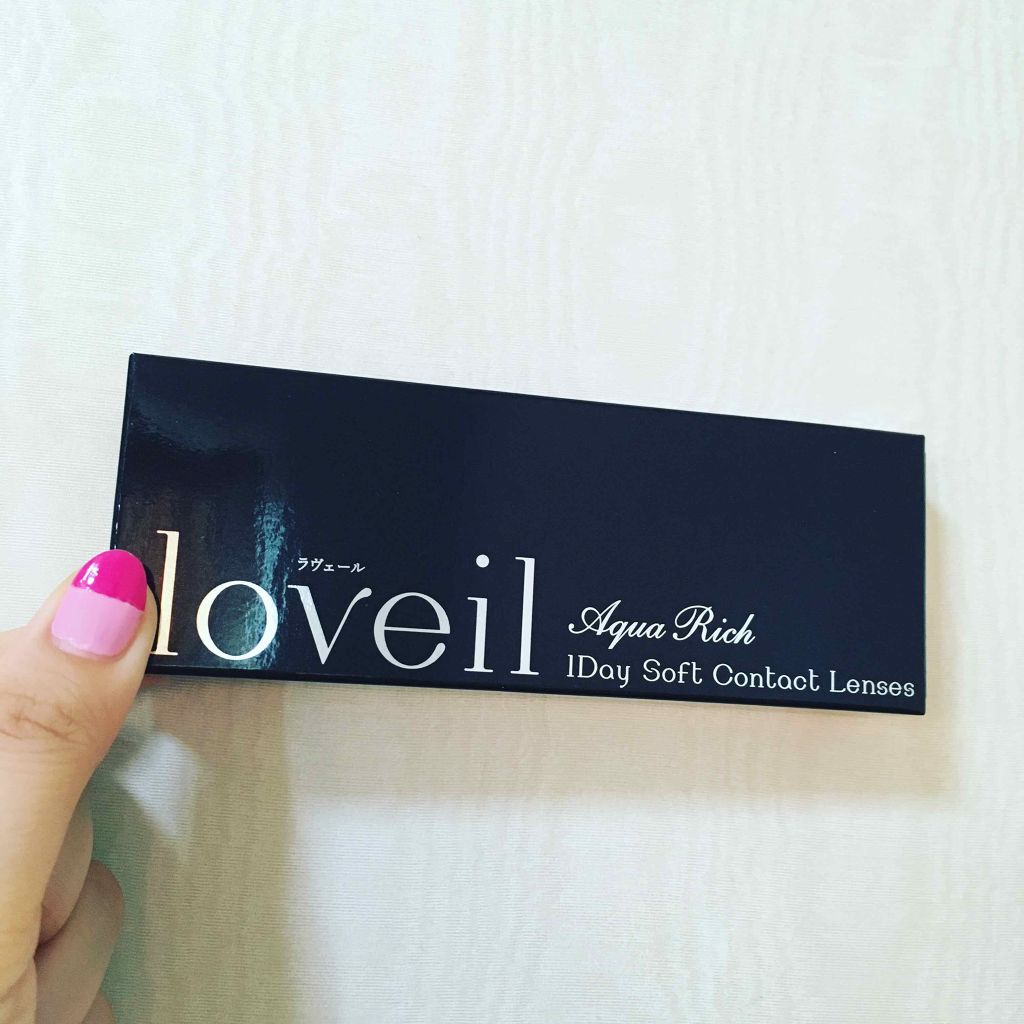 ラヴェール
loveil
Aqua Rich
1Day Soft Contact Lenses